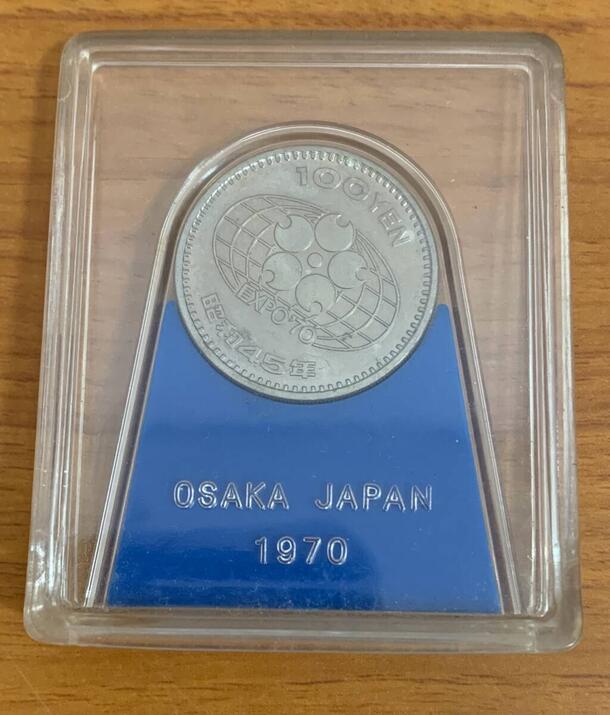 100 YEN
EXPO'70
昭和45年
OSAKA JAPAN
1970